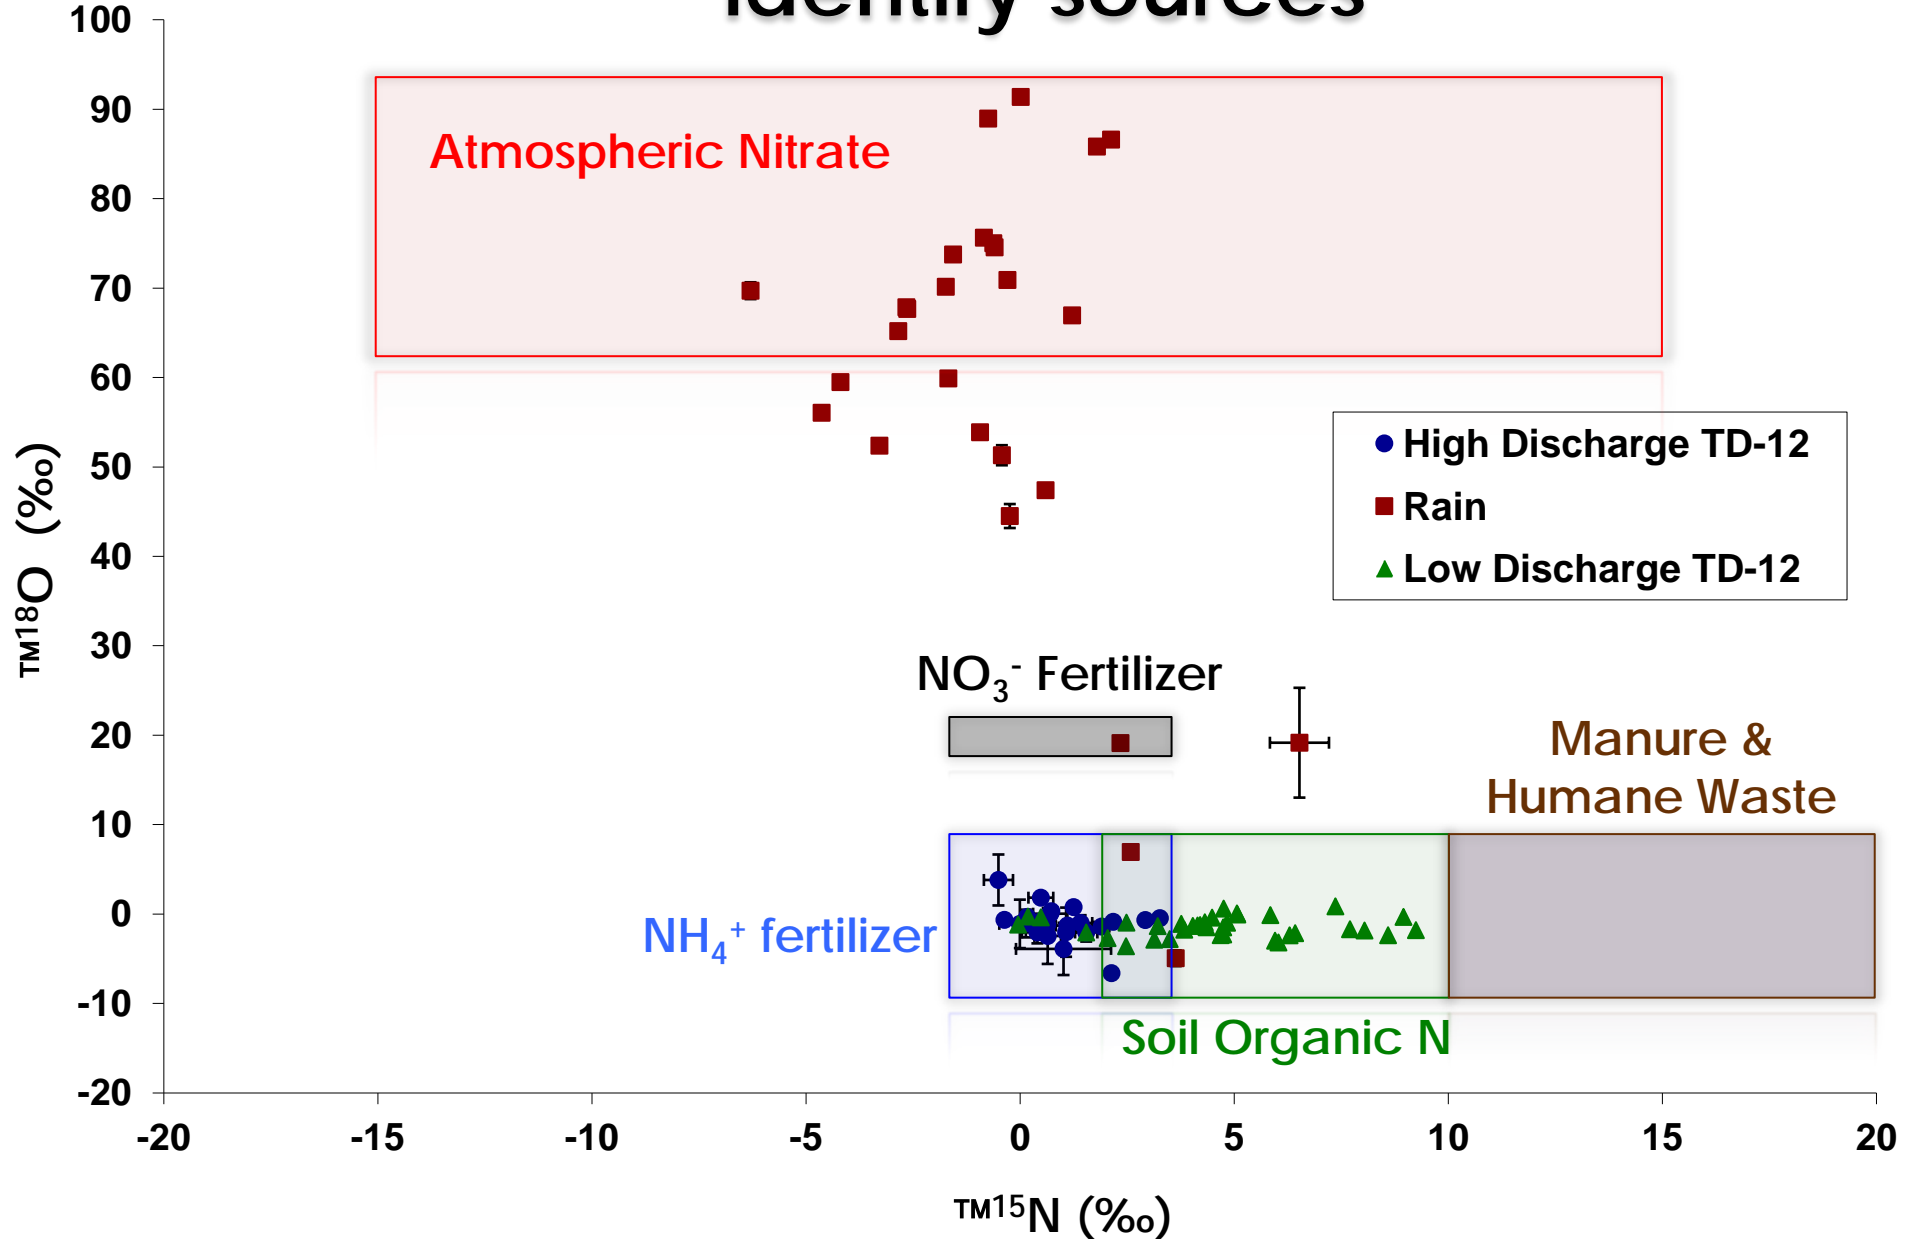 Identify sources
100
90
80
70
60
50
40
30
20
10
0
-10
-20
™¹⁸O (‰)
Atmospheric Nitrate
High Discharge TD-12
Rain
Low Discharge TD-12
NO₃⁻ Fertilizer
Manure &
Humane Waste
NH₄⁺ fertilizer
Soil Organic N
-20 -15 -10 -5 0 5 10 15 20
™¹⁵N (‰)